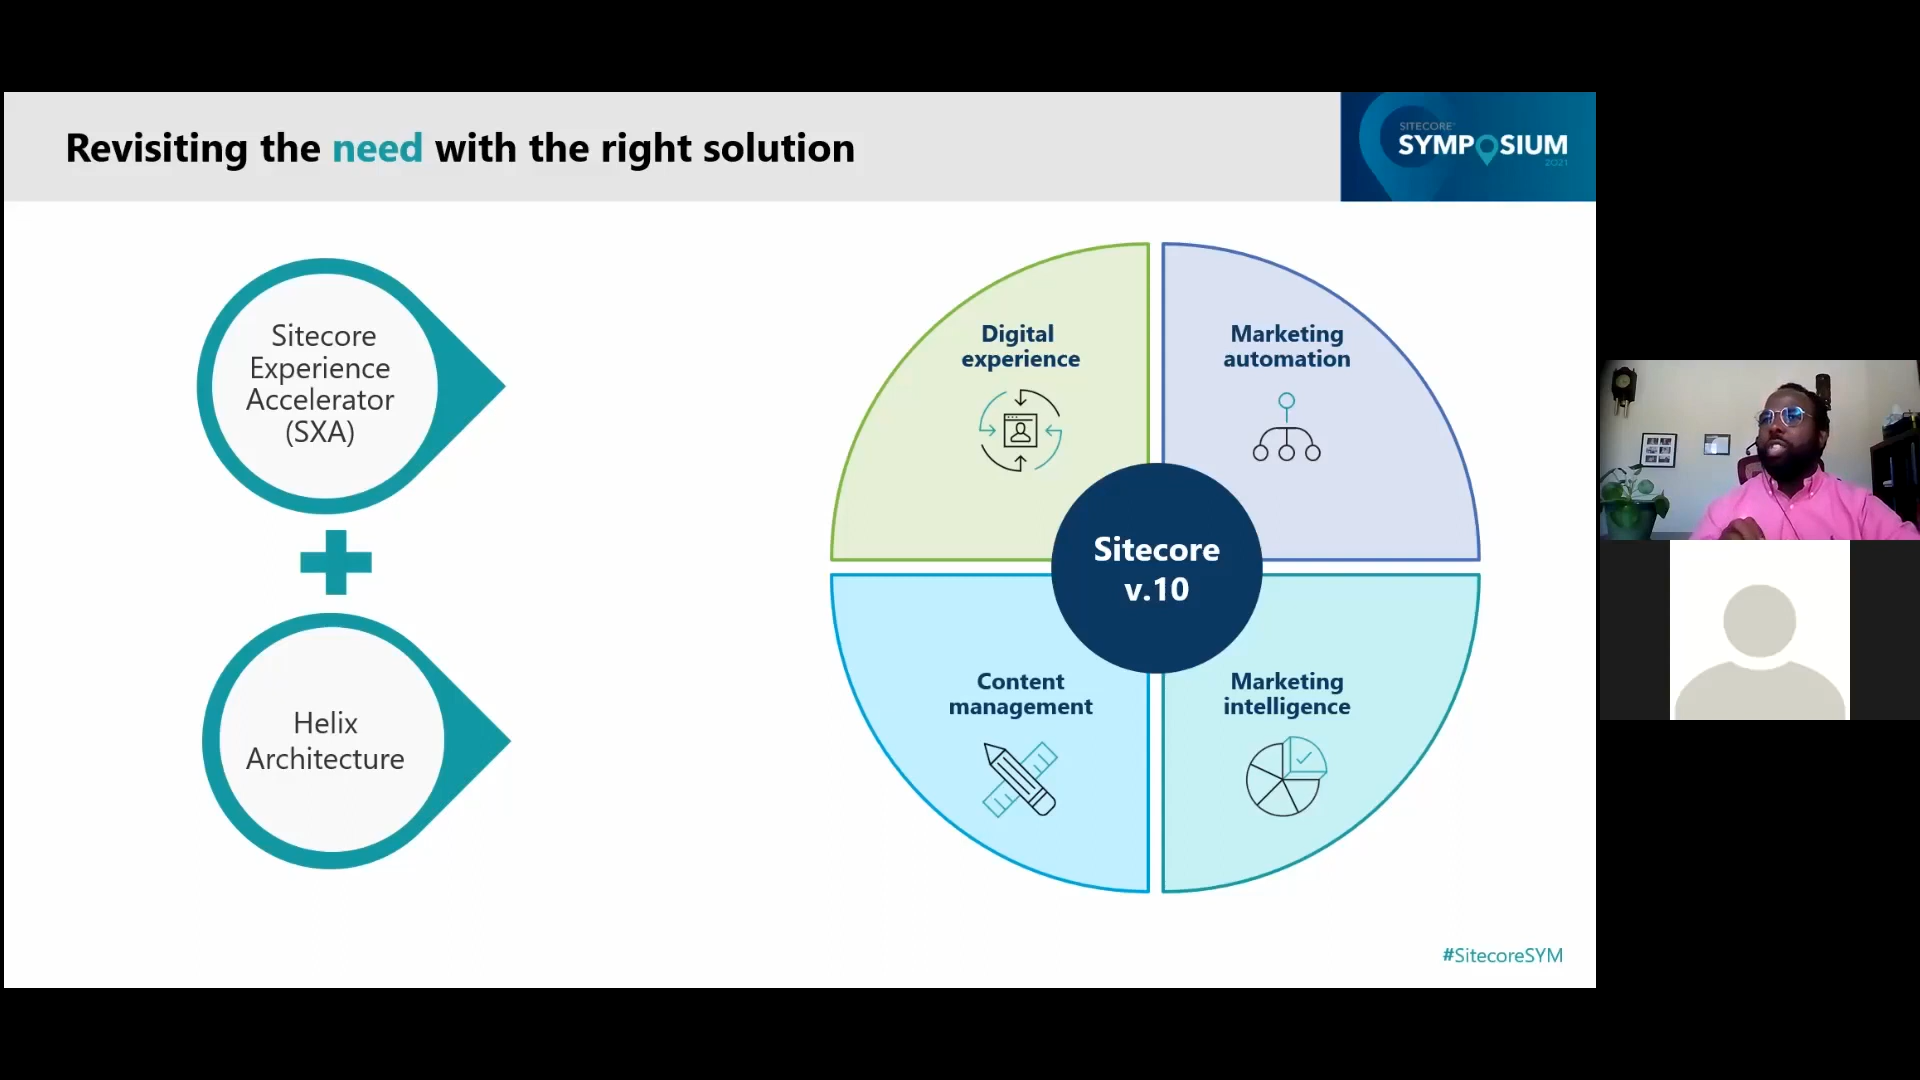 Revisiting the need with the right solution
SITECORE
SYMPOSIUM
2021
Sitecore
Experience
Accelerator
(SXA)
Helix
Architecture
Digital
experience
Marketing
automation
Sitecore
v.10
Content
management
Marketing
intelligence
#SitecoreSYM